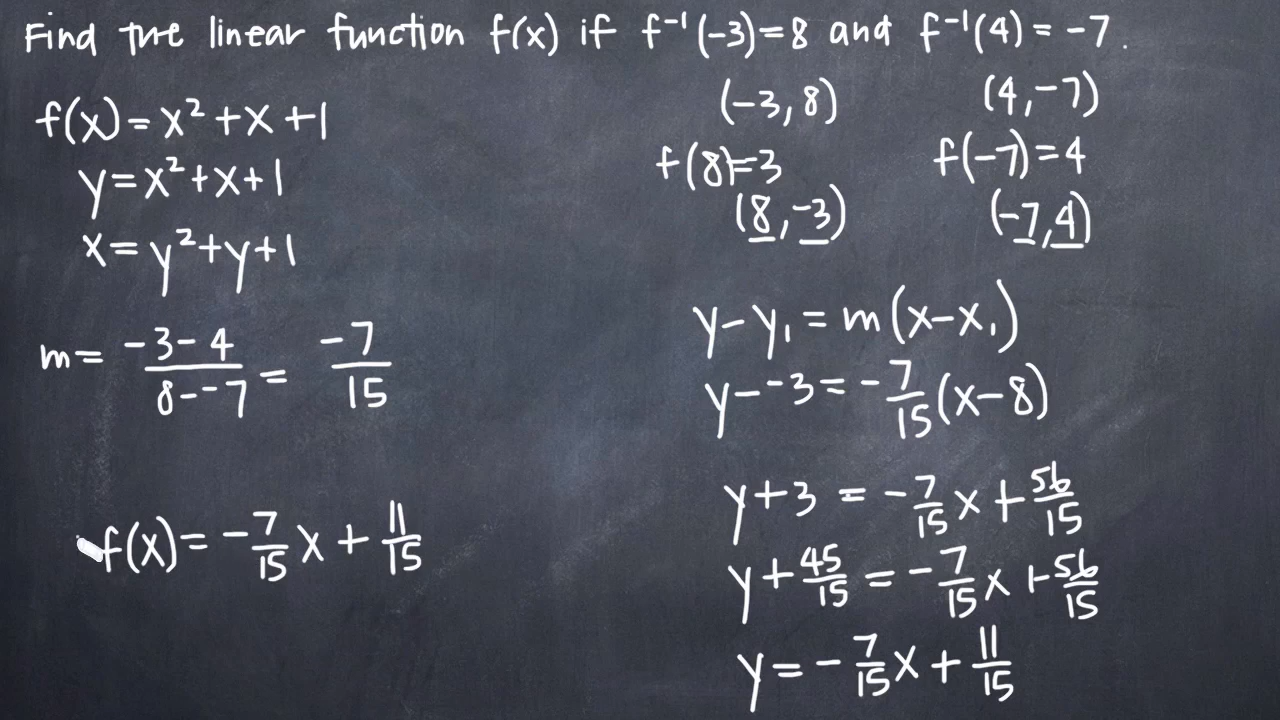 Find the linear function f(x) if f⁻¹(-3)=8 and f⁻¹(4)=-7.
f(x)=x²+x+1
y=x²+x+1
x=y²+y+1
m= (-3-4)/(8--7) = -7/15
f(x)= -7/15 x + 11/15
(-3,8) (4,-7)
f(8)=3 f(-7)=4
(8,-3) (-7,4)
y-y₁=m(x-x₁)
y--3=-7/15(x-8)
y+3 = -7/15 x + 56/15
y+45/15 = -7/15 x + 56/15
y=-7/15 x + 11/15